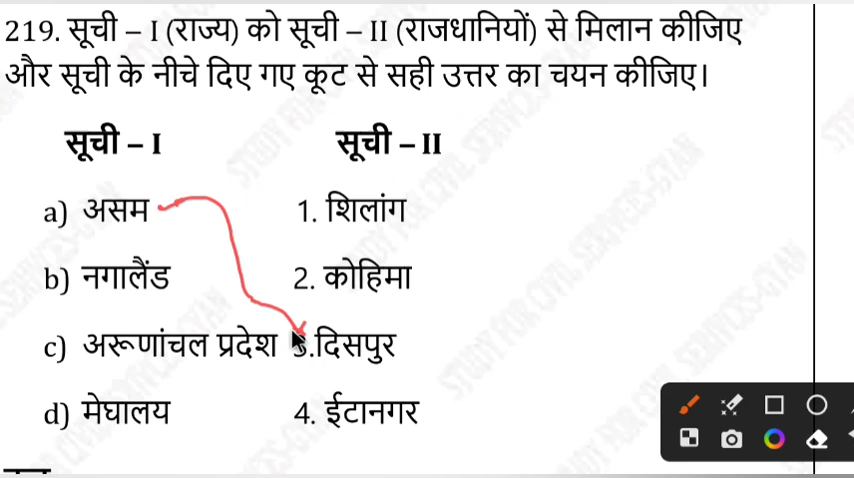 219. सूची – I (राज्य) को सूची – II (राजधानियों) से मिलान कीजिए
और सूची के नीचे दिए गए कूट से सही उत्तर का चयन कीजिए।
सूची – I सूची – II
a) असम 1. शिलांग
b) नगालैंड 2. कोहिमा
c) अरूणांचल प्रदेश 3.दिसपुर
d) मेघालय 4. ईटानगर